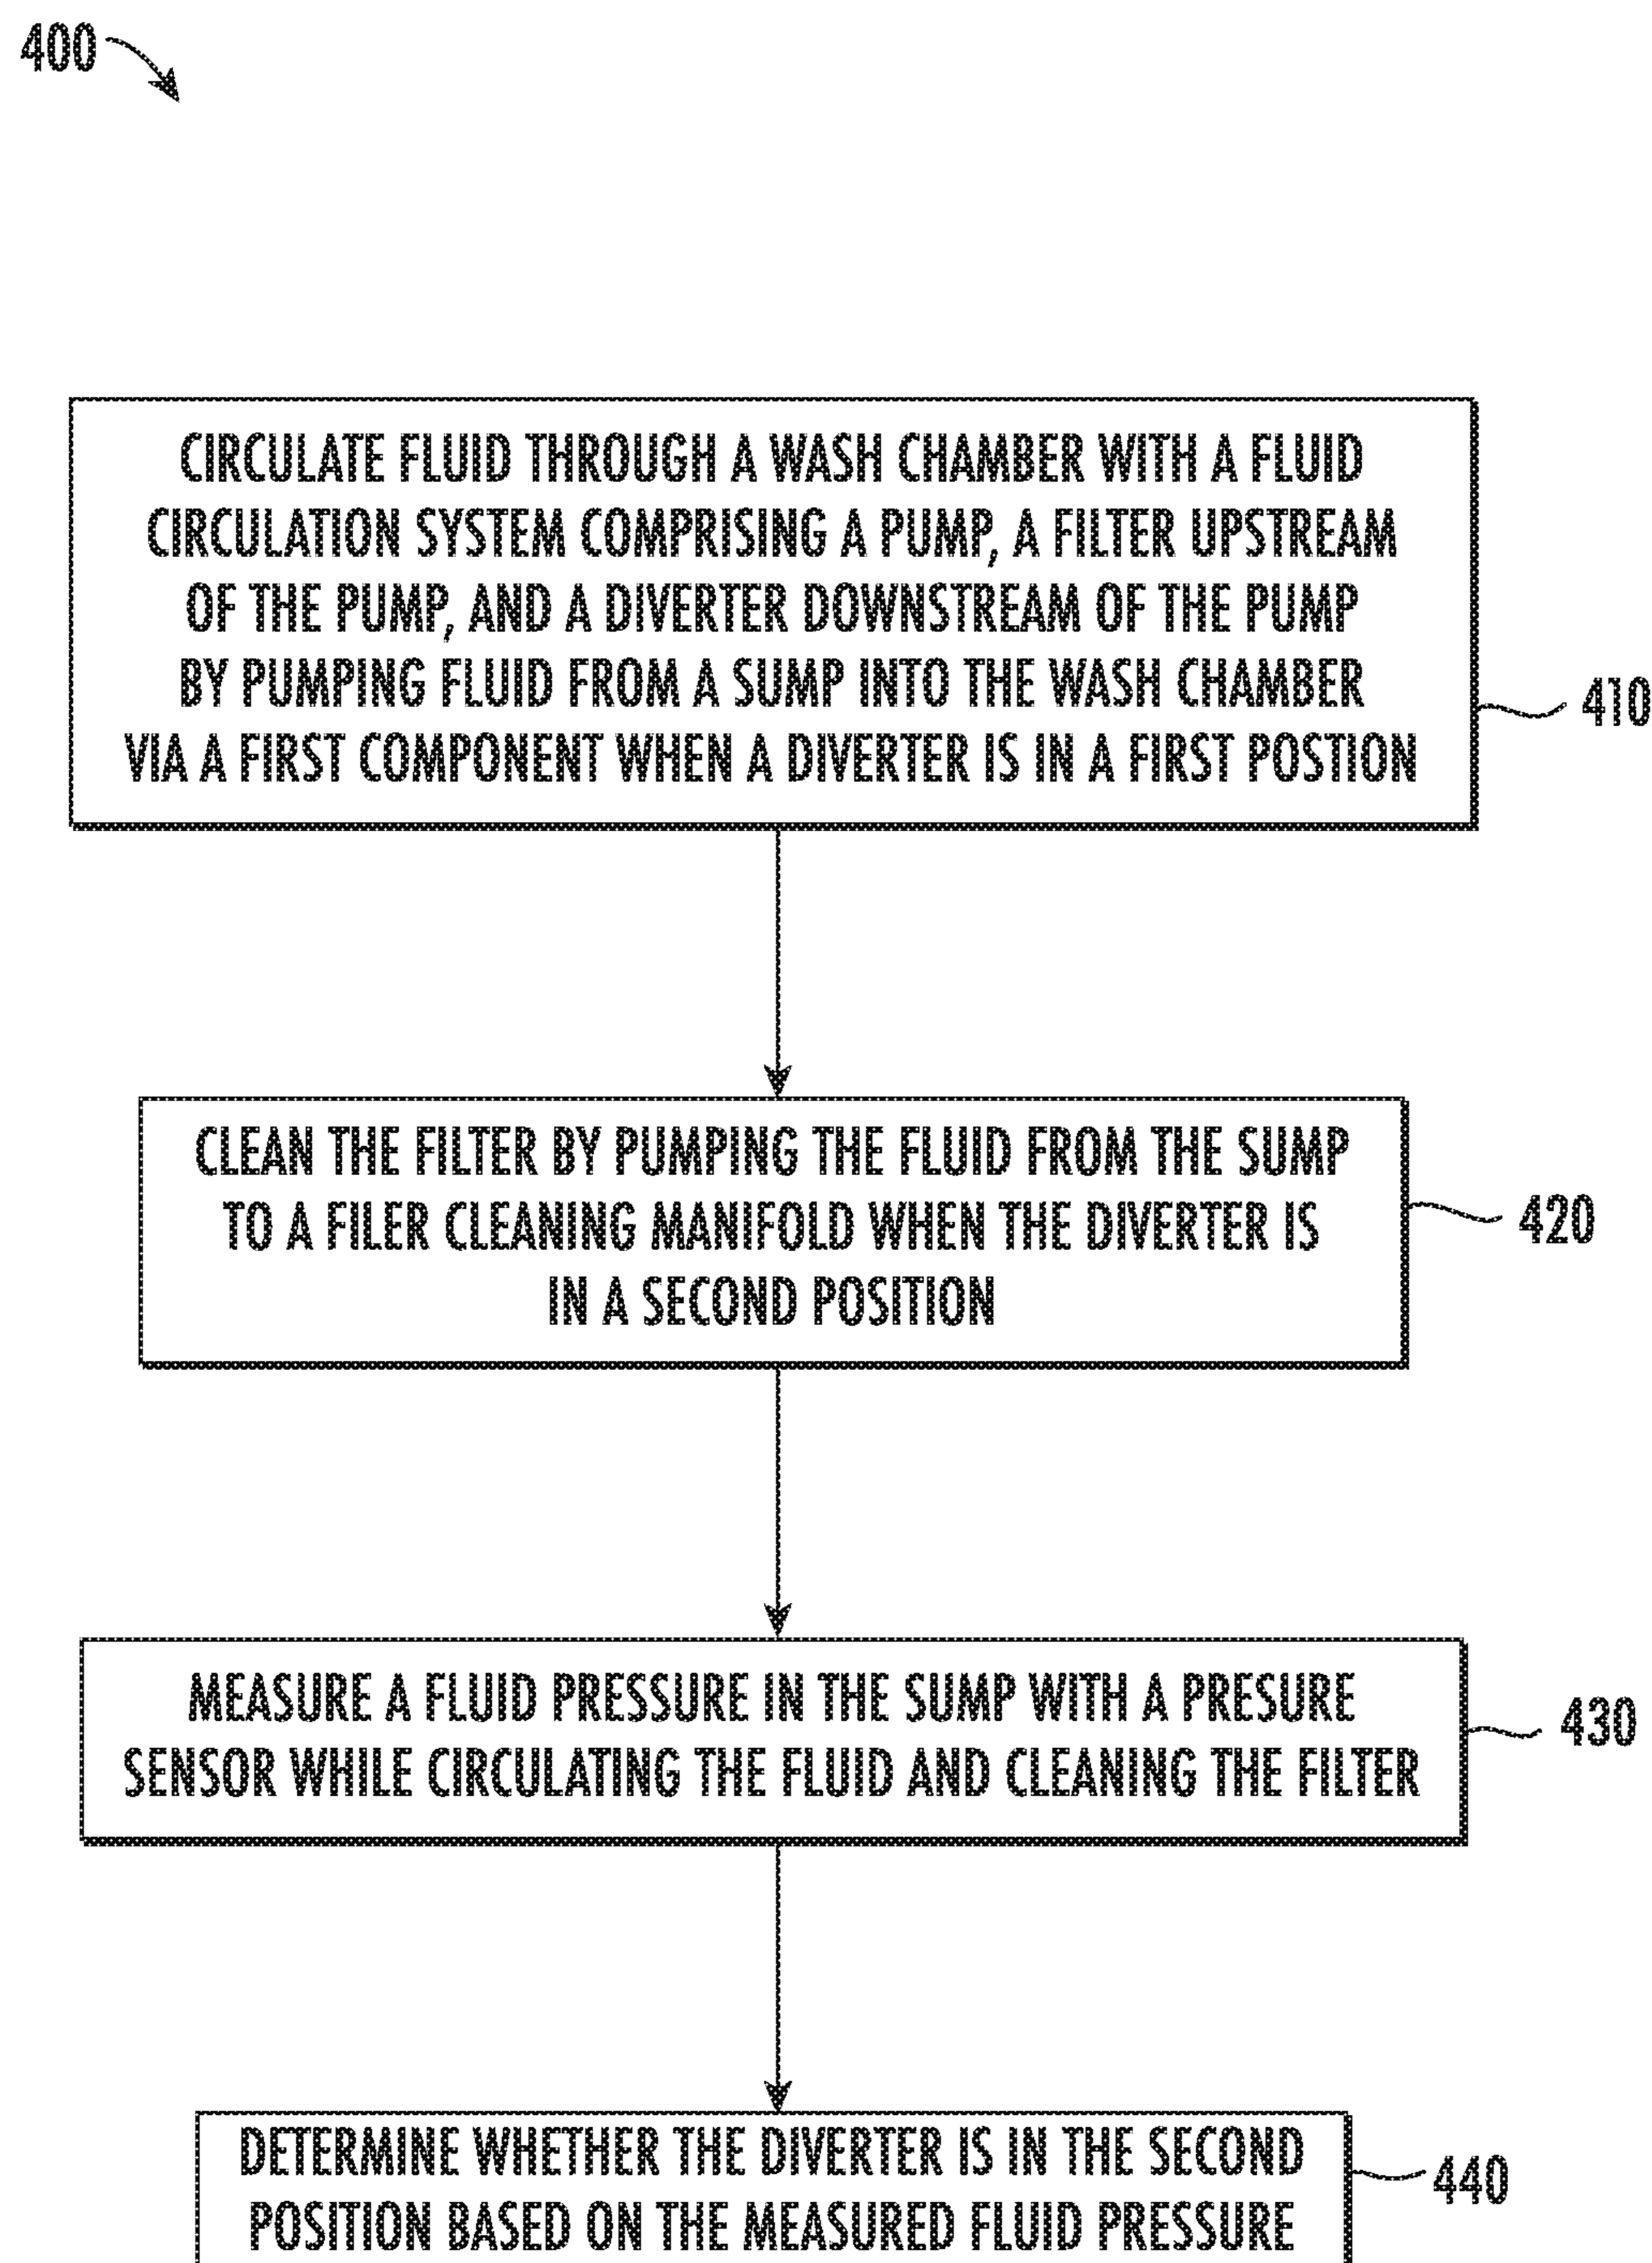 400
CIRCULATE FLUID THROUGH A WASH CHAMBER WITH A FLUID
CIRCULATION SYSTEM COMPRISING A PUMP, A FILTER UPSTREAM
OF THE PUMP, AND A DIVERTER DOWNSTREAM OF THE PUMP
BY PUMPING FLUID FROM A SUMP INTO THE WASH CHAMBER
VIA A FIRST COMPONENT WHEN A DIVERTER IS IN A FIRST POSTION
410
CLEAN THE FILTER BY PUMPING THE FLUID FROM THE SUMP
TO A FILER CLEANING MANIFOLD WHEN THE DIVERTER IS
IN A SECOND POSITION
420
MEASURE A FLUID PRESSURE IN THE SUMP WITH A PRESURE
SENSOR WHILE CIRCULATING THE FLUID AND CLEANING THE FILTER
430
DETERMINE WHETHER THE DIVERTER IS IN THE SECOND
POSITION BASED ON THE MEASURED FLUID PRESSURE
440